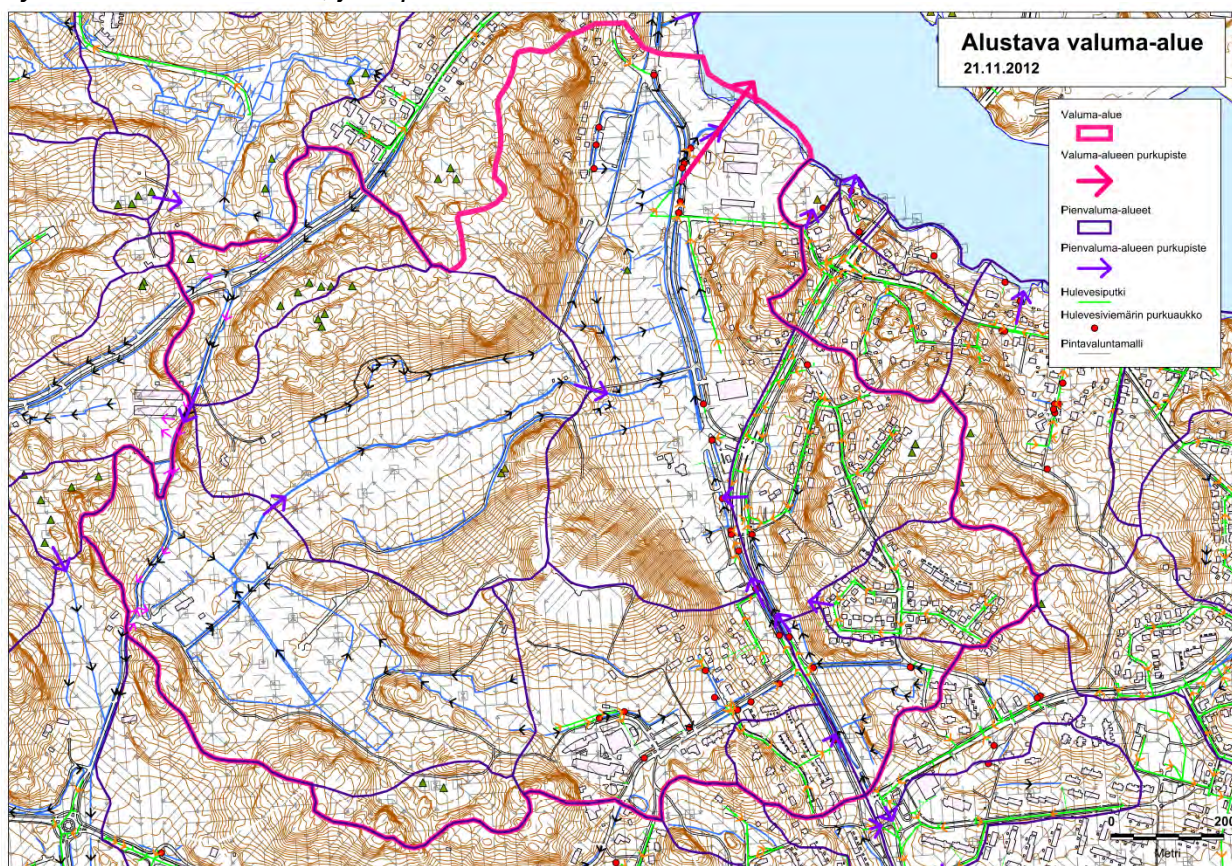 Alustava valuma-alue
21.11.2012
Valuma-alue
Valuma-alueen purkupiste
Pienvaluma-alueet
Pienvaluma-alueen purkupiste
Hulevesiputki
Hulevesiviemärin purkuaukko
Pintavaluntamalli
0 200
Metri